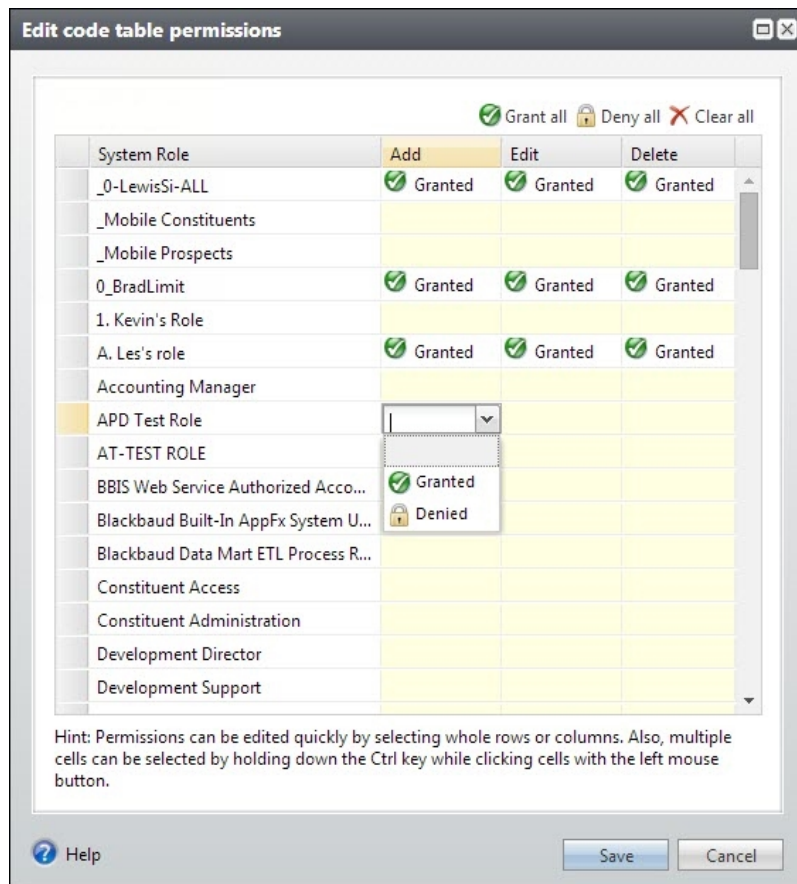 Edit code table permissions
Grant all Deny all Clear all
System Role Add Edit Delete
_0-LewisSi-ALL Granted Granted Granted
_Mobile Constituents
_Mobile Prospects
0_BradLimit Granted Granted Granted
1. Kevin's Role
A. Les's role Granted Granted Granted
Accounting Manager
APD Test Role
AT-TEST ROLE
BBIS Web Service Authorized Acco... Granted
Blackbaud Built-In AppFx System U... Denied
Blackbaud Data Mart ETL Process R...
Constituent Access
Constituent Administration
Development Director
Development Support
Hint: Permissions can be edited quickly by selecting whole rows or columns. Also, multiple
cells can be selected by holding down the Ctrl key while clicking cells with the left mouse
button.
Help Save Cancel